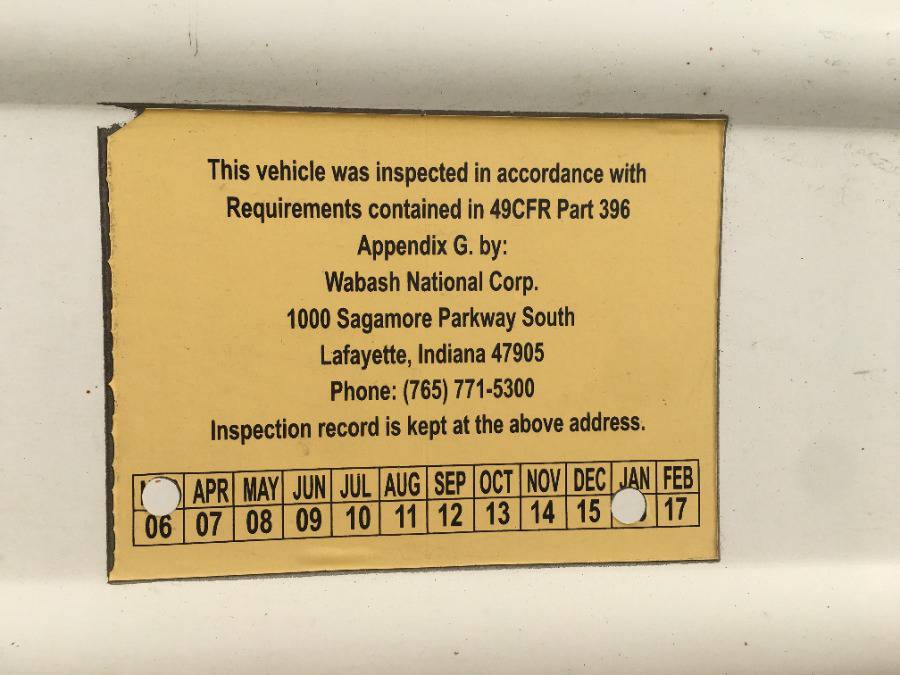 This vehicle was inspected in accordance with
Requirements contained in 49CFR Part 396
Appendix G. by:
Wabash National Corp.
1000 Sagamore Parkway South
Lafayette, Indiana 47905
Phone: (765) 771-5300
Inspection record is kept at the above address.
APR MAY JUN JUL AUG SEP OCT NOV DEC JAN FEB
06 07 08 09 10 11 12 13 14 15 17